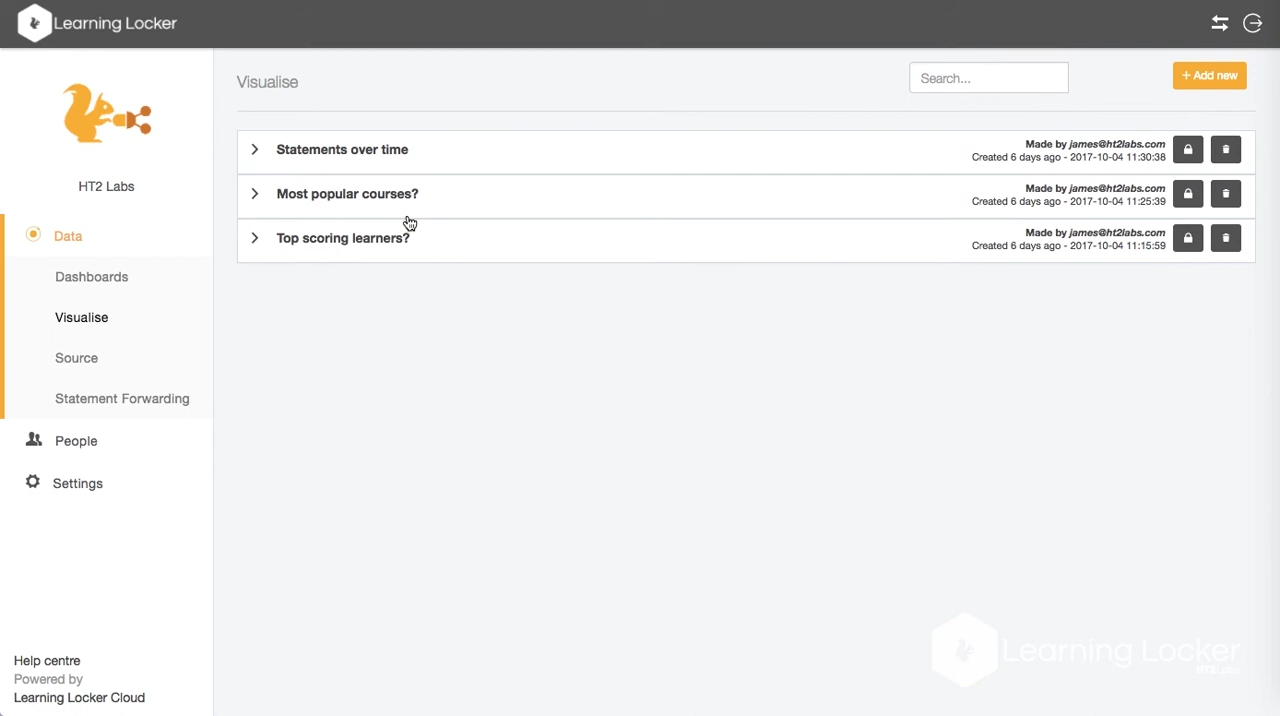 Learning Locker
HT2 Labs
Data
Dashboards
Visualise
Source
Statement Forwarding
People
Settings
Help centre
Powered by
Learning Locker Cloud
Visualise
Search...
+ Add new
Statements over time
Made by james@ht2labs.com
Created 6 days ago - 2017-10-04 11:30:38
Most popular courses?
Made by james@ht2labs.com
Created 6 days ago - 2017-10-04 11:25:39
Top scoring learners?
Made by james@ht2labs.com
Created 6 days ago - 2017-10-04 11:15:59
Learning Locker
HT2 Labs